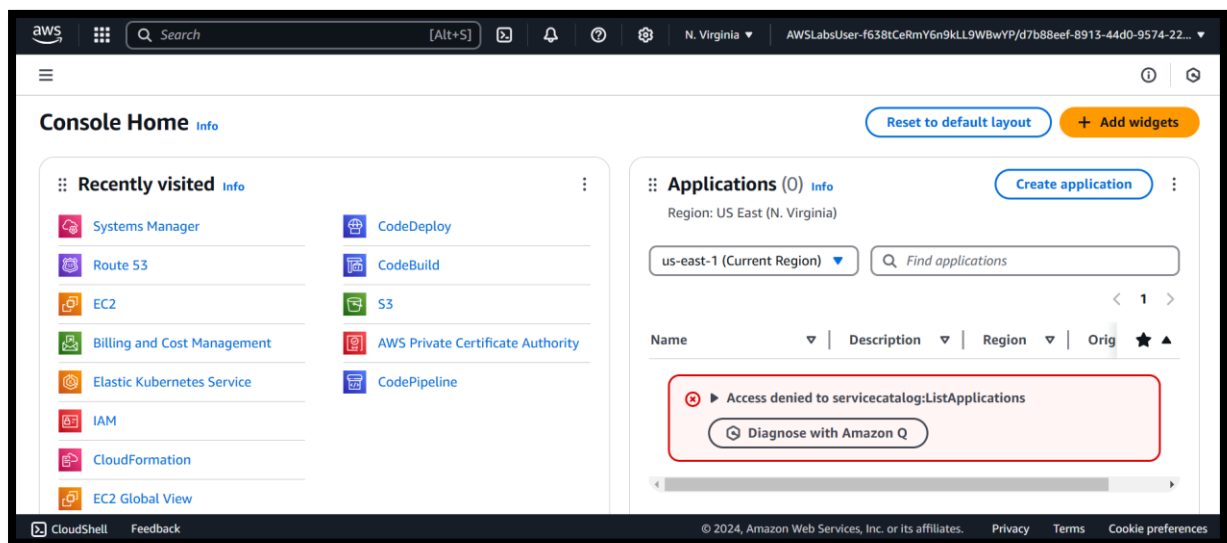 aws
Search [Alt+S]
N. Virginia ▼
AWSLabsUser-f638tCeRmY6n9kLL9WBwYP/d7b88eef-8913-44d0-9574-22... ▼
Console Home Info
Reset to default layout
+ Add widgets
Recently visited Info
Systems Manager
Route 53
EC2
Billing and Cost Management
Elastic Kubernetes Service
IAM
CloudFormation
EC2 Global View
CodeDeploy
CodeBuild
S3
AWS Private Certificate Authority
CodePipeline
Applications (0) Info
Create application
Region: US East (N. Virginia)
us-east-1 (Current Region) ▼
Find applications
< 1 >
Name | Description | Region | Orig
Access denied to servicecatalog:ListApplications
Diagnose with Amazon Q
CloudShell Feedback
© 2024, Amazon Web Services, Inc. or its affiliates. Privacy Terms Cookie preferences